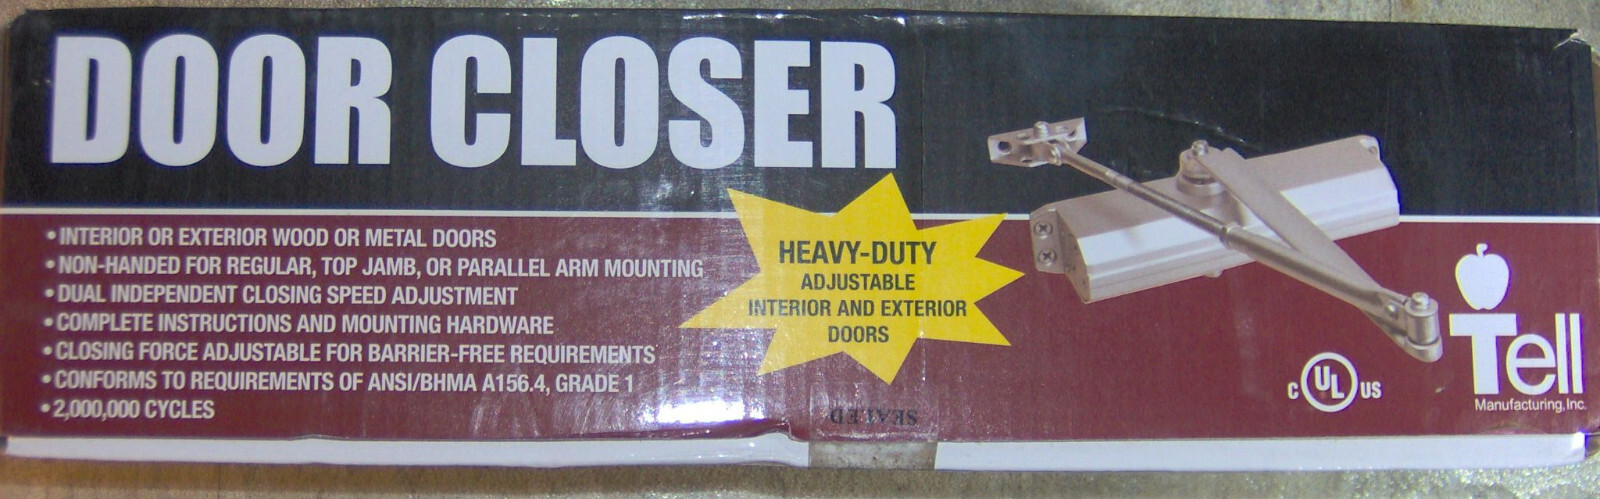 DOOR CLOSER
• INTERIOR OR EXTERIOR WOOD OR METAL DOORS
• NON-HANDED FOR REGULAR, TOP JAMB, OR PARALLEL ARM MOUNTING
• DUAL INDEPENDENT CLOSING SPEED ADJUSTMENT
• COMPLETE INSTRUCTIONS AND MOUNTING HARDWARE
• CLOSING FORCE ADJUSTABLE FOR BARRIER-FREE REQUIREMENTS
• CONFORMS TO REQUIREMENTS OF ANSI/BHMA A156.4, GRADE 1
• 2,000,000 CYCLES
HEAVY-DUTY
ADJUSTABLE
INTERIOR AND EXTERIOR
DOORS
SEALED
C UL US
Tell
Manufacturing, Inc.